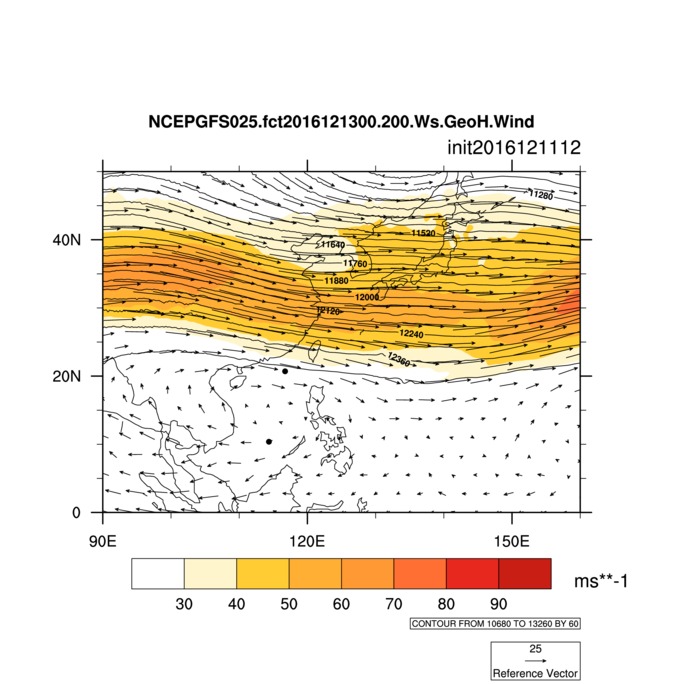 NCEPGFS025.fct2016121300.200.Ws.GeoH.Wind
init2016121112
11280
11520
40N
11640
11760
11880
12000
12120
12240
12360
20N
0
90E 120E 150E
ms**-1
30 40 50 60 70 80 90
CONTOUR FROM 10680 TO 13260 BY 60
25
Reference Vector